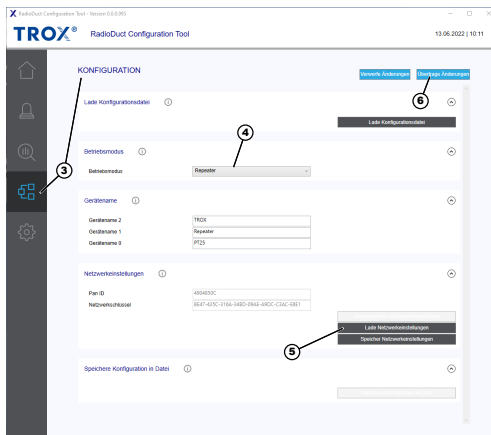 RadioDuct Configuration Tool - Version 0.0.0.993
TROX® RadioDuct Configuration Tool 13.06.2022 | 10:11
KONFIGURATION
Verwerfe Änderungen
Übertrage Änderungen
6
Lade Konfigurationsdatei
Lade Konfigurationsdatei
4
Betriebsmodus
3
Betriebsmodus Repeater
Gerätename
Gerätename 2 TROX
Gerätename 1 Repeater
Gerätename 0 PT25
Netzwerkeinstellungen
Pan ID
Netzwerkschlüssel
Lade Netzwerkeinstellungen
5
Speicher Netzwerkeinstellungen
Speichere Konfiguration in Datei